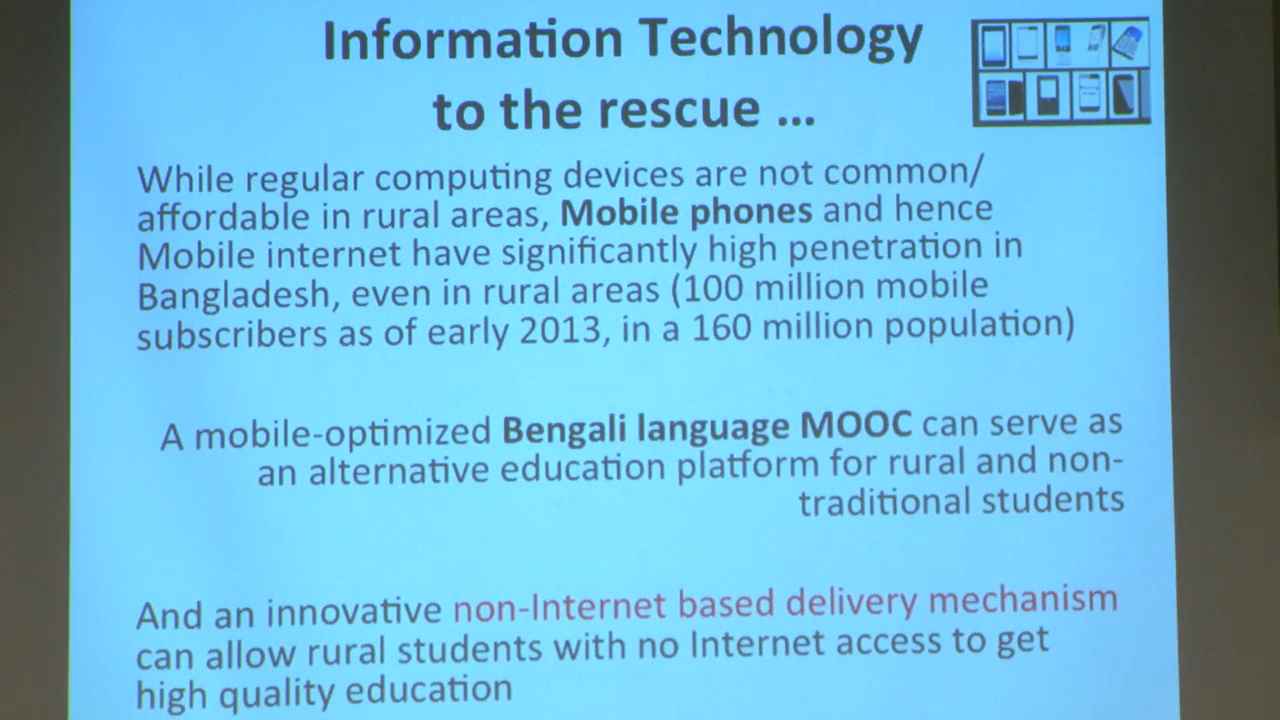 Information Technology
to the rescue ...
While regular computing devices are not common/
affordable in rural areas, Mobile phones and hence
Mobile internet have significantly high penetration in
Bangladesh, even in rural areas (100 million mobile
subscribers as of early 2013, in a 160 million population)
A mobile-optimized Bengali language MOOC can serve as
an alternative education platform for rural and non-
traditional students
And an innovative non-Internet based delivery mechanism
can allow rural students with no Internet access to get
high quality education